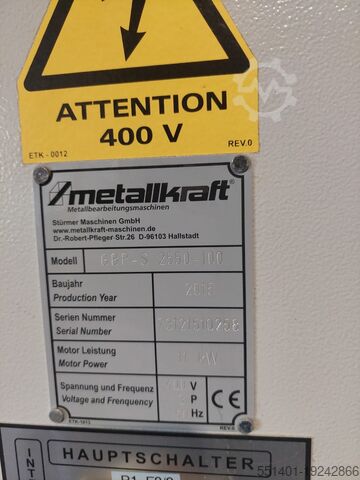 ATTENTION
400 V
ETK - 0012
REV.0
metallkraft®
Metallbearbeitungsmaschinen
Stürmer Maschinen GmbH
www.metallkraft-maschinen.de
Dr.-Robert-Pfleger-Str.26 D-96103 Hallstadt
Modell
Baujahr 2015
Production Year
Serien Nummer
Serial Number
Motor Leistung kW
Motor Power
Spannung und Frequenz V
Voltage and Frenquency P
Hz
CE
HAUPTSCHALTER
551401-19242866